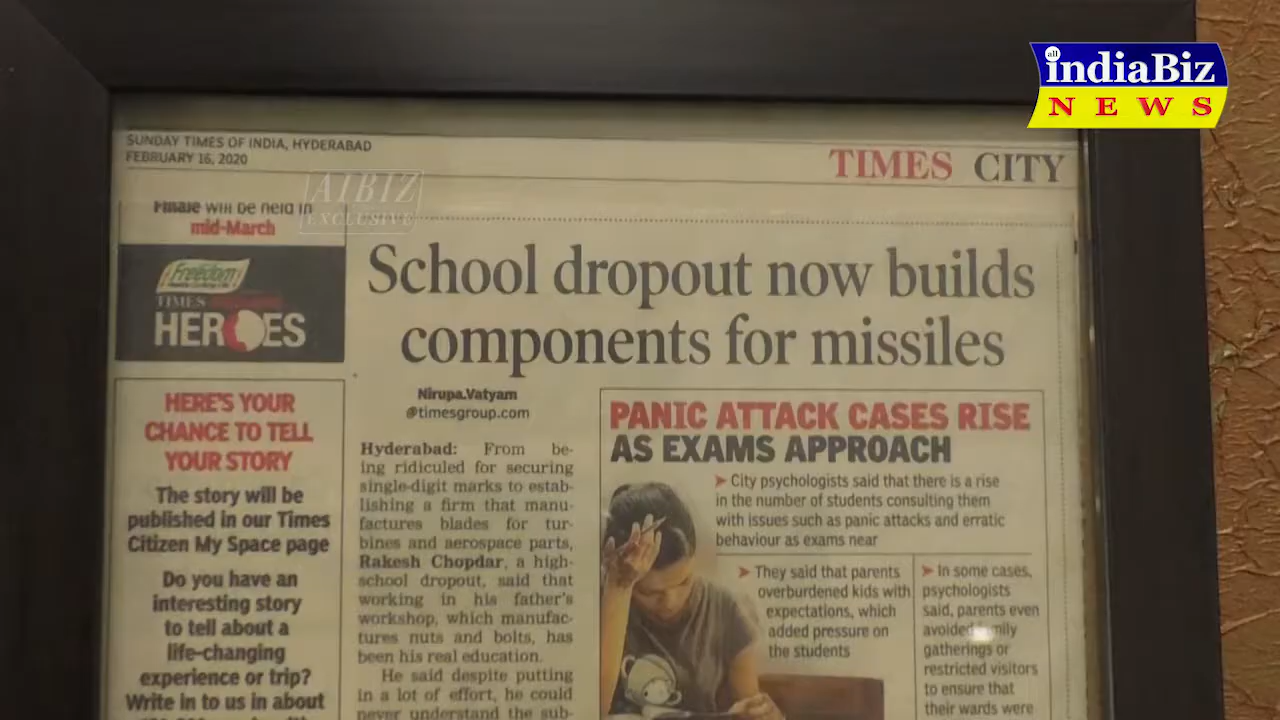 all
indiaBiz
NEWS
SUNDAY TIMES OF INDIA, HYDERABAD
FEBRUARY 16, 2020
TIMES CITY
AIBIZ
EXCLUSIVE
Finale will be held in
mid-March
Freedom
TIMES
HEROES
HERE'S YOUR
CHANCE TO TELL
YOUR STORY
The story will be
published in our Times
Citizen My Space page
Do you have an
interesting story
to tell about a
life-changing
experience or trip?
Write in to us in about
School dropout now builds
components for missiles
Nirupa.Vatyam
@timesgroup.com
Hyderabad: From be-
ing ridiculed for securing
single-digit marks to estab-
lishing a firm that manu-
factures blades for tur-
bines and aerospace parts,
Rakesh Chopdar, a high-
school dropout, said that
working in his father's
workshop, which manufac-
tures nuts and bolts, has
been his real education.
He said despite putting
in a lot of effort, he could
never understand the sub-
PANIC ATTACK CASES RISE
AS EXAMS APPROACH
City psychologists said that there is a rise
in the number of students consulting them
with issues such as panic attacks and erratic
behaviour as exams near
They said that parents
overburdened kids with
expectations, which
added pressure on
the students
In some cases,
psychologists
said, parents even
avoided family
gatherings or
restricted visitors
to ensure that
their wards were